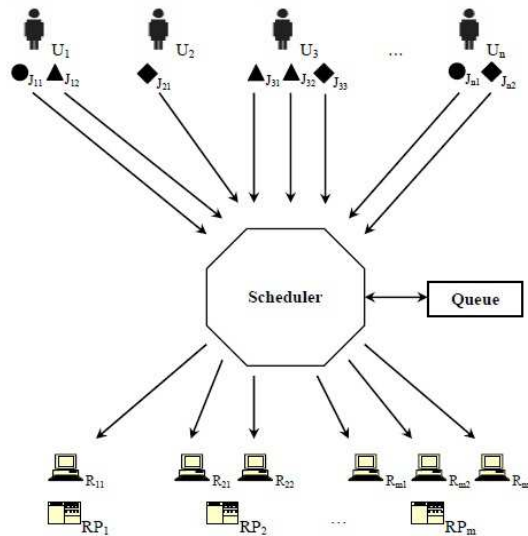 U₁ U₂ U₃ ... Uₙ
J₁₁ J₁₂ J₂₁ J₃₁ J₃₂ J₃₃ Jₙ₁ Jₙ₂
Scheduler
Queue
R₁₁ R₂₁ R₂₂ Rₘ₁ Rₘ₂ Rₘ
RP₁ RP₂ ... RPₘ